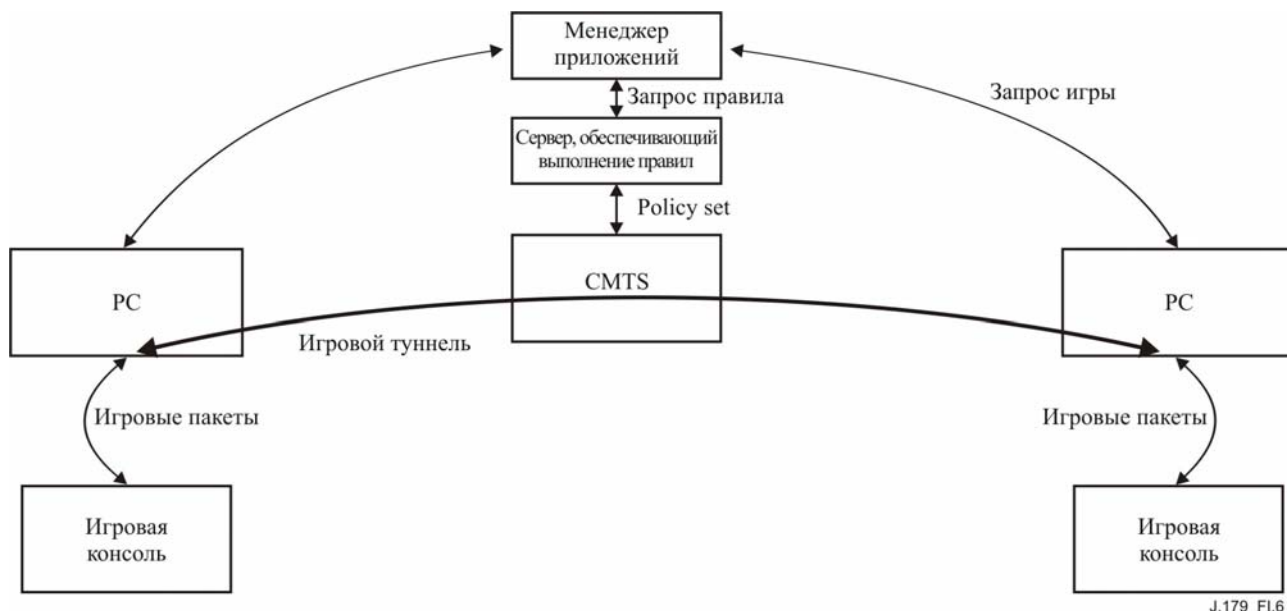 Менеджер
приложений
Запрос правила
Запрос игры
Сервер, обеспечивающий
выполнение правил
Policy set
PC
CMTS
PC
Игровой туннель
Игровые пакеты
Игровые пакеты
Игровая
консоль
Игровая
консоль
J.179_FI.6